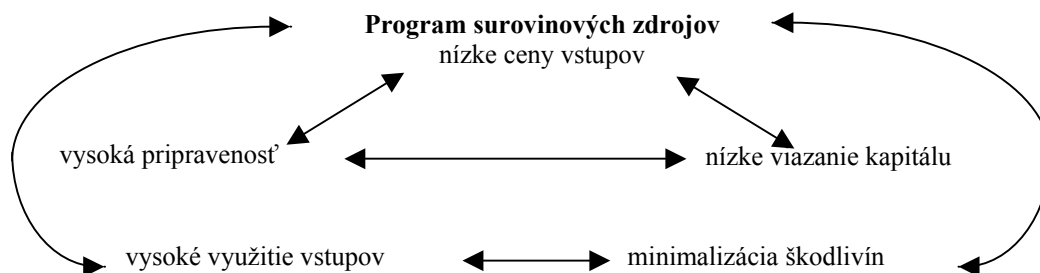 Program surovinových zdrojov
nízke ceny vstupov
vysoká pripravenosť
nízke viazanie kapitálu
vysoké využitie vstupov
minimalizácia škodlivín